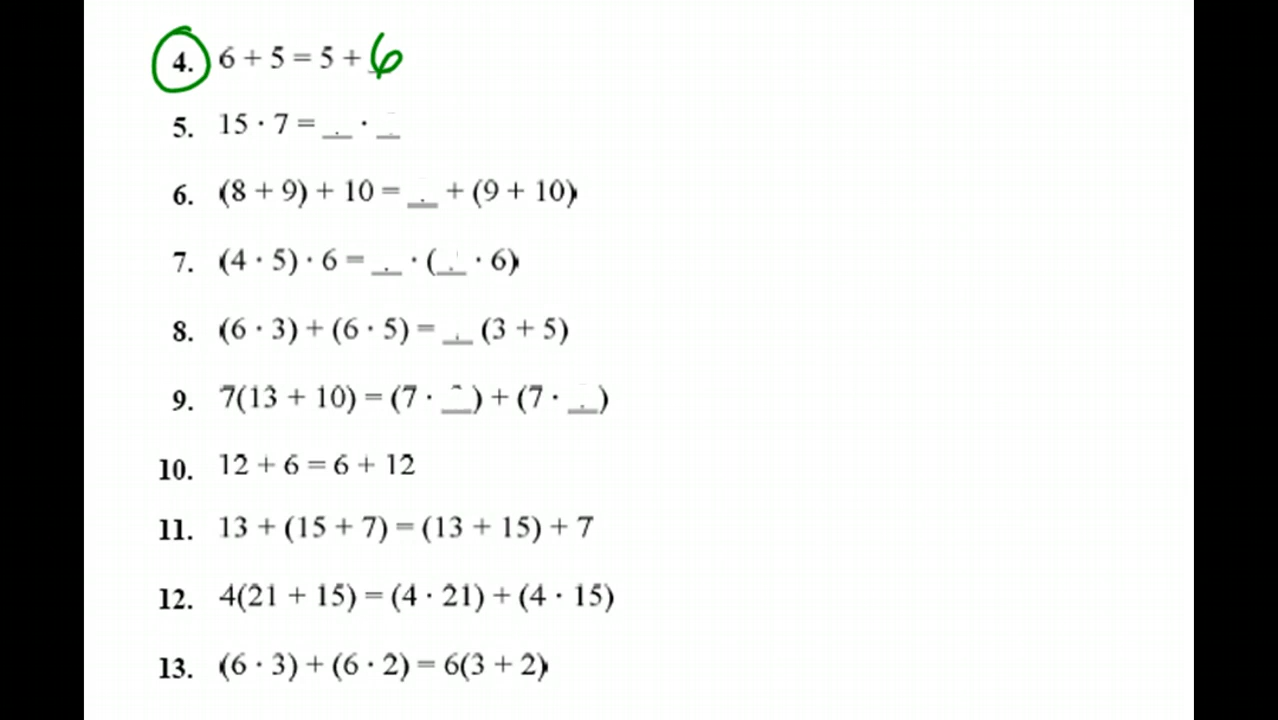 4. 6 + 5 = 5 + 6
5. 15 · 7 = __ · __
6. (8 + 9) + 10 = __ + (9 + 10)
7. (4 · 5) · 6 = __ · (__ · 6)
8. (6 · 3) + (6 · 5) = __ (3 + 5)
9. 7(13 + 10) = (7 · __) + (7 · __)
10. 12 + 6 = 6 + 12
11. 13 + (15 + 7) = (13 + 15) + 7
12. 4(21 + 15) = (4 · 21) + (4 · 15)
13. (6 · 3) + (6 · 2) = 6(3 + 2)